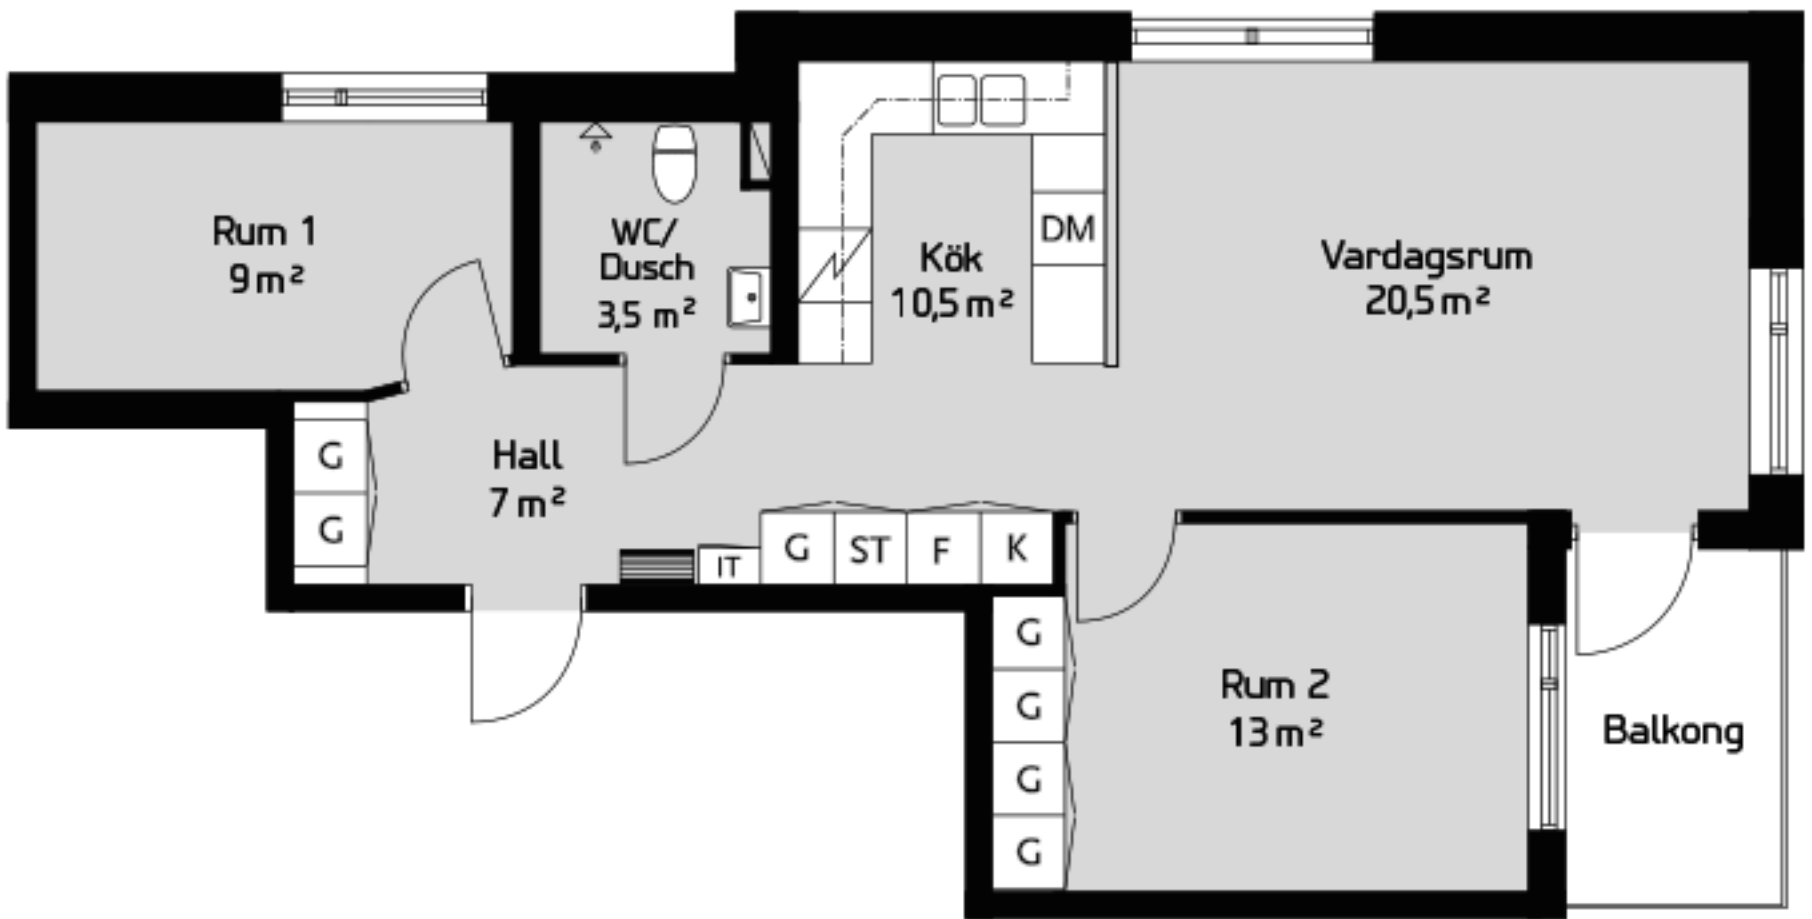 Rum 1
9 m²
WC/
Dusch
3,5 m²
Kök
10,5 m²
DM
Vardagsrum
20,5 m²
G
G
Hall
7 m²
IT
G
ST
F
K
G
G
G
G
Rum 2
13 m²
Balkong